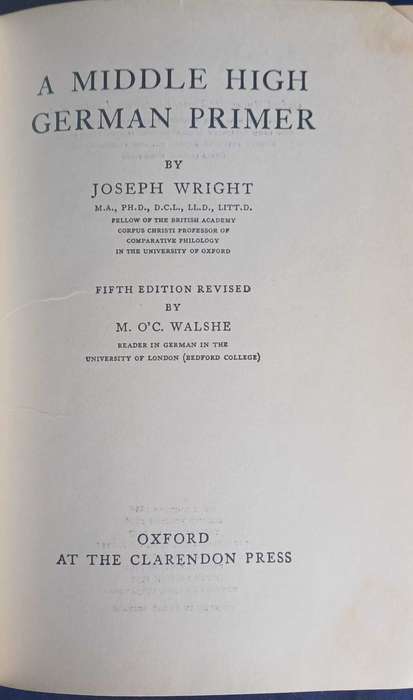 A MIDDLE HIGH
GERMAN PRIMER
BY
JOSEPH WRIGHT
M.A., PH.D., D.C.L., LL.D., LITT.D.
FELLOW OF THE BRITISH ACADEMY
CORPUS CHRISTI PROFESSOR OF
COMPARATIVE PHILOLOGY
IN THE UNIVERSITY OF OXFORD
FIFTH EDITION REVISED
BY
M. O'C. WALSHE
READER IN GERMAN IN THE
UNIVERSITY OF LONDON (BEDFORD COLLEGE)
OXFORD
AT THE CLARENDON PRESS